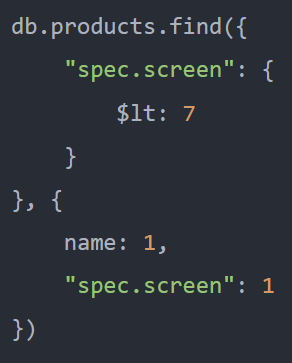 db.products.find({
    "spec.screen": {
        $lt: 7
    }
}, {
    name: 1,
    "spec.screen": 1
})